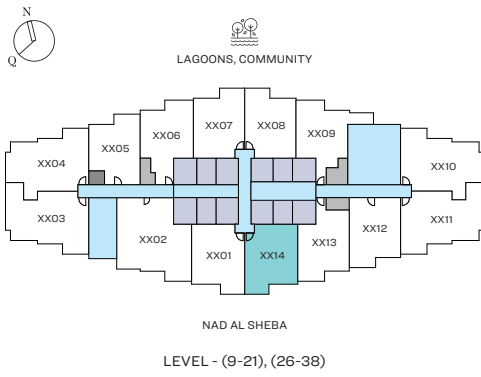 N
Q
LAGOONS, COMMUNITY
XX07 XX08
XX06 XX09
XX05
XX04 XX10
XX03 XX11
XX02 XX12
XX01 XX14 XX13
NAD AL SHEBA
LEVEL - (9-21), (26-38)